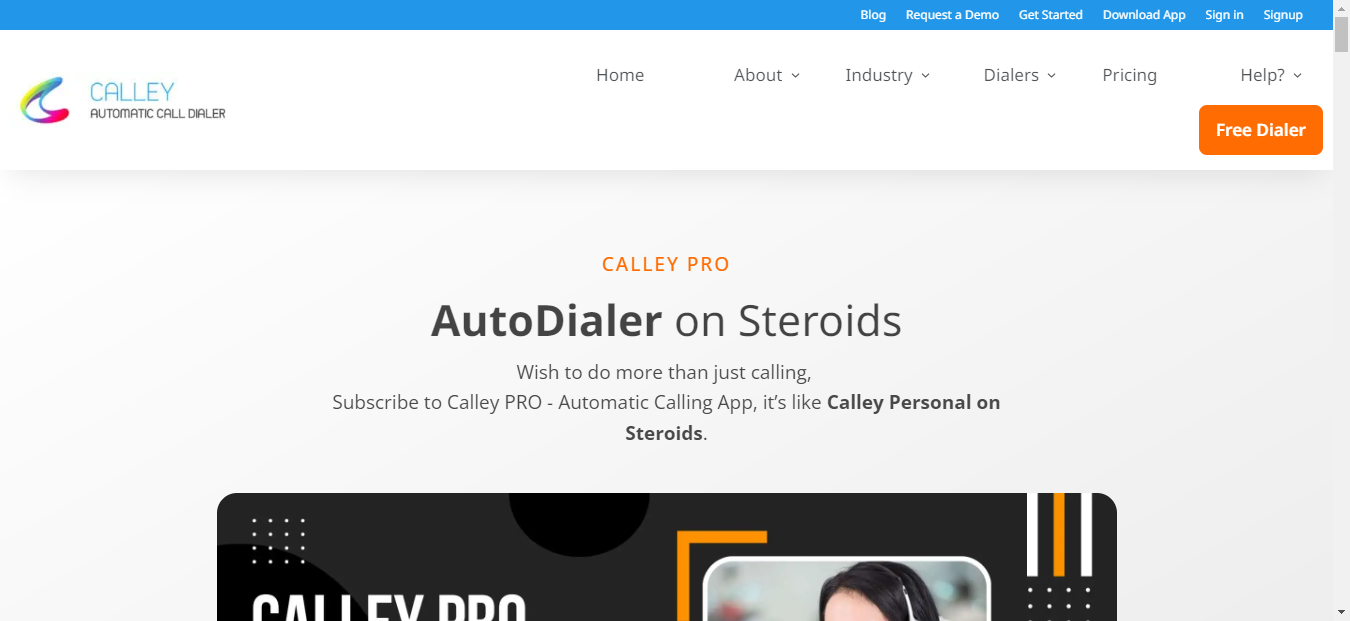 Blog Request a Demo Get Started Download App Sign in Signup
Home About Industry Dialers Pricing Help?
CALLEY
AUTOMATIC CALL DIALER
Free Dialer
CALLEY PRO
AutoDialer on Steroids
Wish to do more than just calling,
Subscribe to Calley PRO - Automatic Calling App, it’s like Calley Personal on
Steroids.
CALLEY PRO